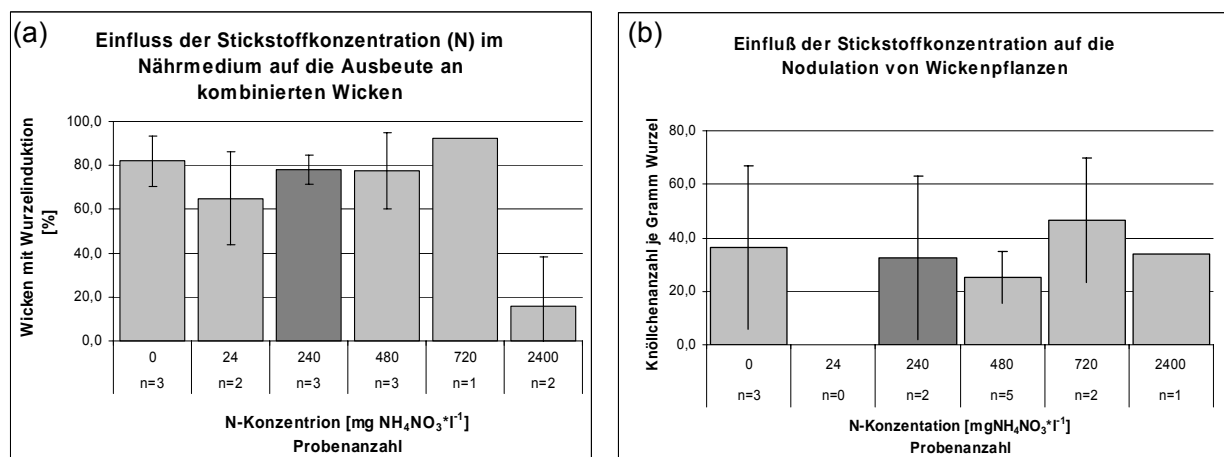 (a)
Einfluss der Stickstoffkonzentration (N) im
Nährmedium auf die Ausbeute an
kombinierten Wicken
Wicken mit Wurzelinduktion
[%]
100,0
80,0
60,0
40,0
20,0
0,0
0 24 240 480 720 2400
n=3 n=2 n=3 n=3 n=1 n=2
N-Konzentrion [mg NH₄NO₃*l⁻¹]
Probenanzahl
(b)
Einfluß der Stickstoffkonzentration auf die
Nodulation von Wickenpflanzen
Knöllchenanzahl je Gramm Wurzel
80,0
60,0
40,0
20,0
0,0
0 24 240 480 720 2400
n=3 n=0 n=2 n=5 n=2 n=1
N-Konzentation [mgNH₄NO₃*l⁻¹]
Probenanzahl